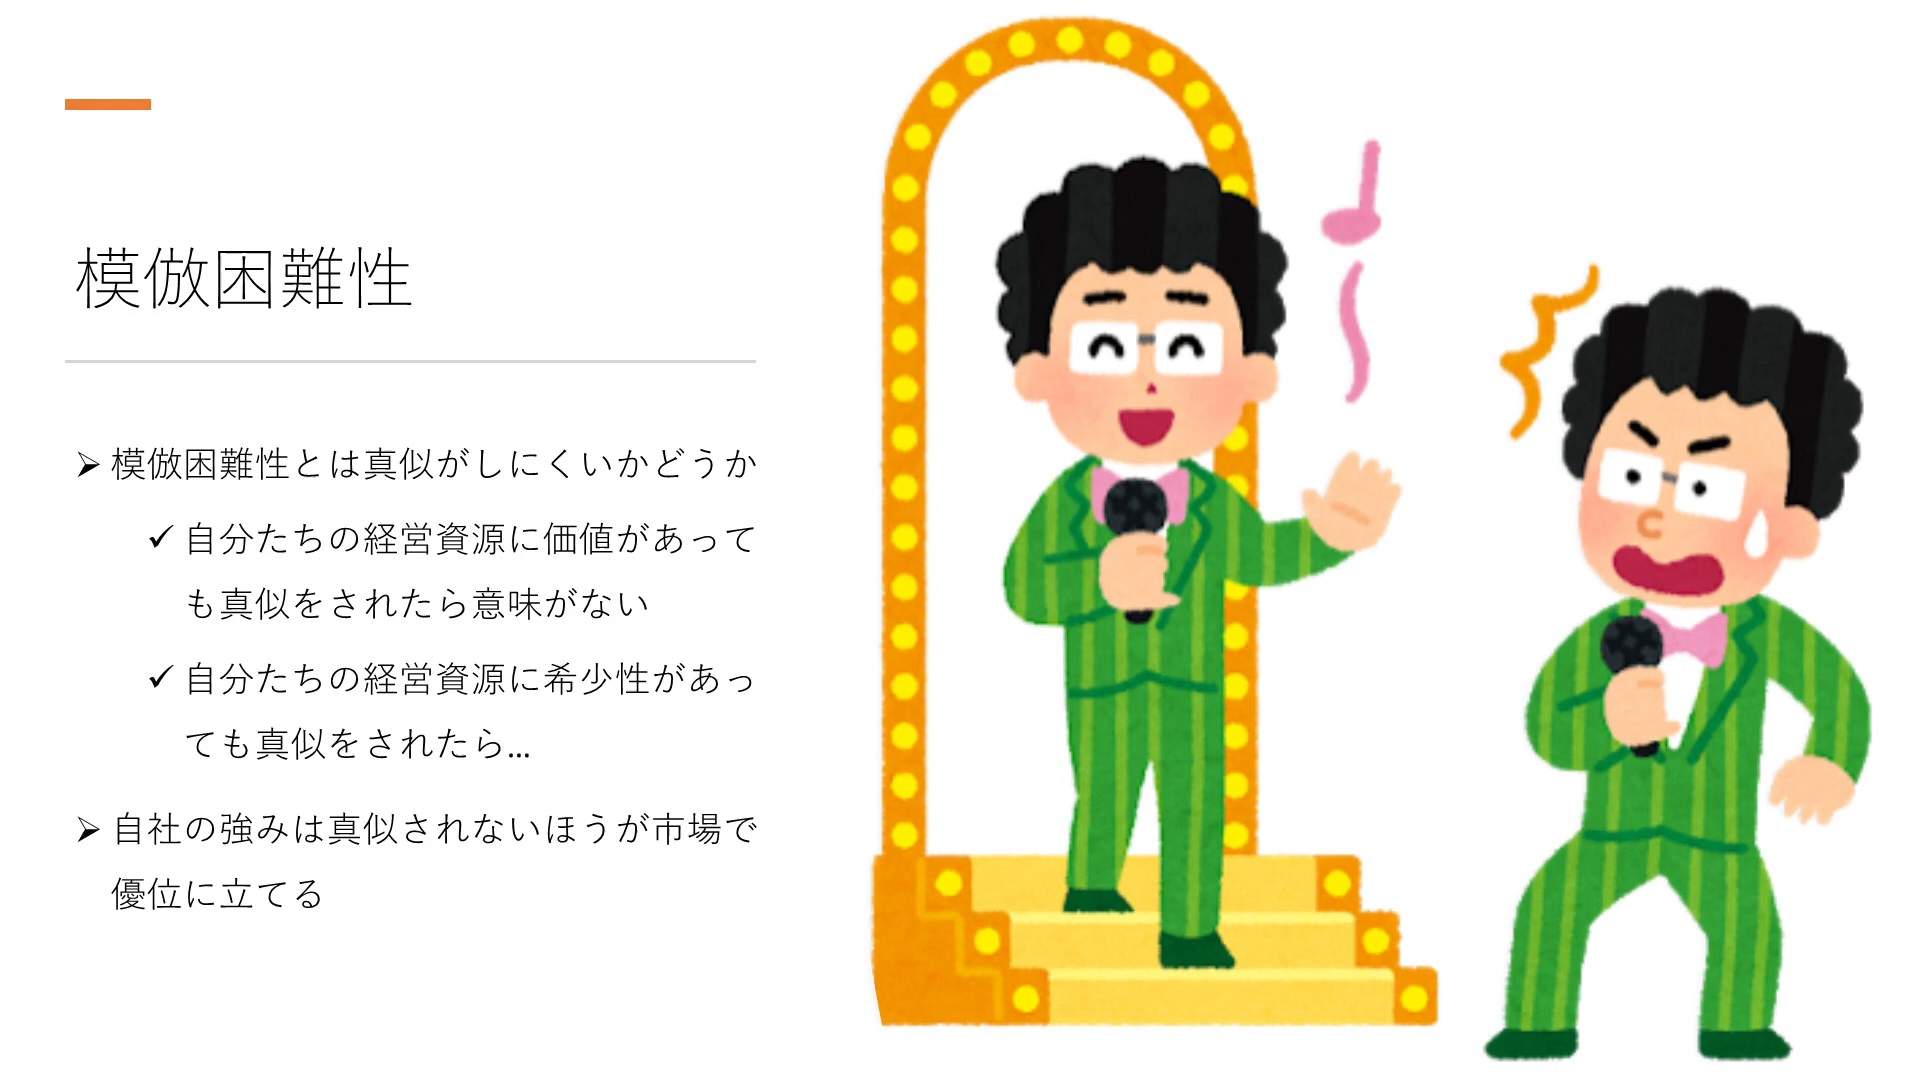 模倣困難性
➢ 模倣困難性とは真似がしにくいかどうか
✓ 自分たちの経営資源に価値があって
も真似をされたら意味がない
✓ 自分たちの経営資源に希少性があっ
ても真似をされたら…
➢ 自社の強みは真似されないほうが市場で
優位に立てる